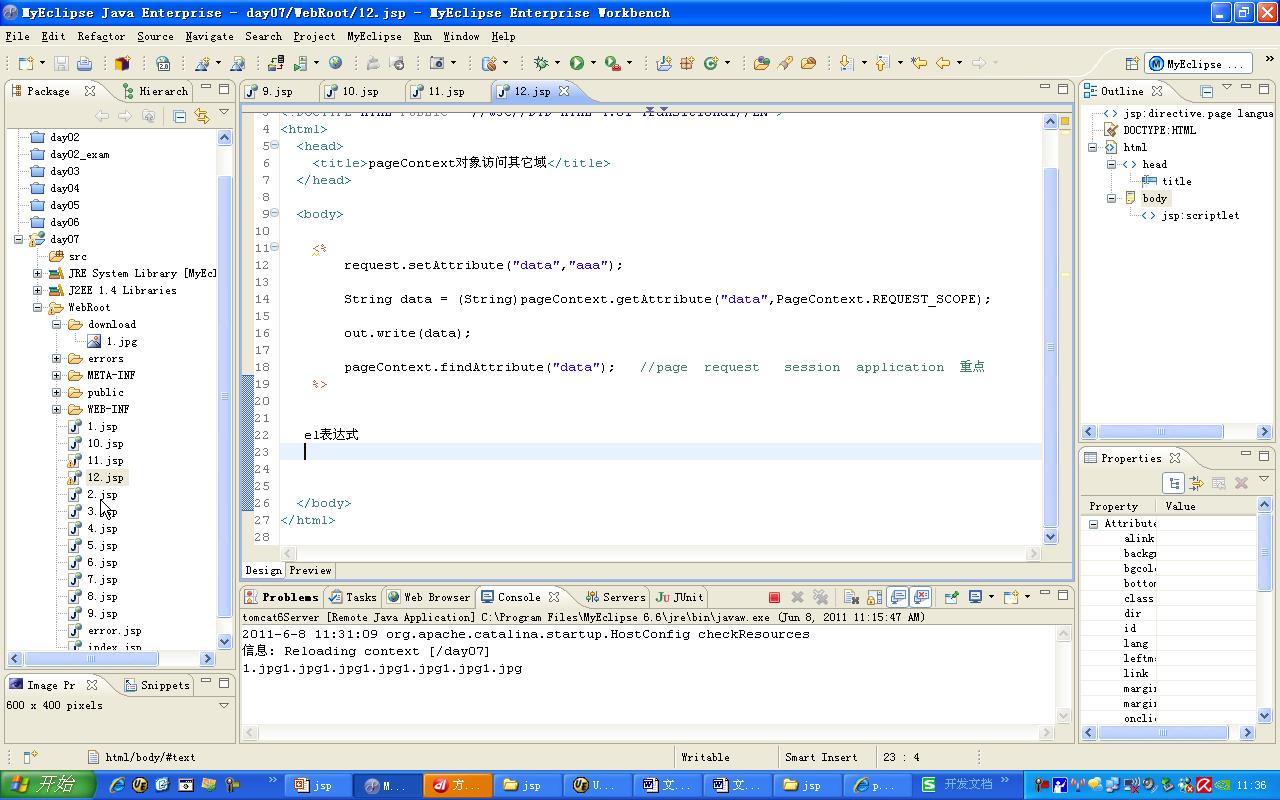 MyEclipse Java Enterprise - day07/WebRoot/12.jsp - MyEclipse Enterprise Workbench
File Edit Refactor Source Navigate Search Project MyEclipse Run Window Help
MyEclipse ...
Package
Hierarch
day02
day02_exam
day03
day04
day05
day06
day07
src
JRE System Library [MyEcl
J2EE 1.4 Libraries
WebRoot
download
1.jpg
errors
META-INF
public
WEB-INF
1.jsp
10.jsp
11.jsp
12.jsp
2.jsp
3.jsp
4.jsp
5.jsp
6.jsp
7.jsp
8.jsp
9.jsp
error.jsp
index.jsp
Image Pr
Snippets
600 x 400 pixels
9.jsp 10.jsp 11.jsp 12.jsp
4 <html>
5 <head>
6 <title>pageContext对象访问其它域</title>
7 </head>
8
9 <body>
10
11 <%
12 request.setAttribute("data","aaa");
13
14 String data = (String)pageContext.getAttribute("data",PageContext.REQUEST_SCOPE);
15
16 out.write(data);
17
18 pageContext.findAttribute("data"); //page request session application 重点
19 %>
20
21
22 el表达式
23
24
25
26 </body>
27 </html>
28
Design Preview
Problems Tasks Web Browser Console Servers JUnit
tomcat6Server [Remote Java Application] C:\Program Files\MyEclipse 6.6\jre\bin\javaw.exe (Jun 8, 2011 11:15:47 AM)
2011-6-8 11:31:09 org.apache.catalina.startup.HostConfig checkResources
信息: Reloading context [/day07]
1.jpg1.jpg1.jpg1.jpg1.jpg1.jpg1.jpg
Outline
jsp:directive.page langua
DOCTYPE:HTML
html
head
title
body
jsp:scriptlet
Properties
Property Value
Attribute
alink
backg
bgcol
botto
class
dir
id
lang
leftm
link
margi
margi
oncli
html/body/#text
Writable
Smart Insert
23 : 4
开始
jsp
M...
方...
jsp
U...
文...
文...
jsp
P...
开发文档
11:36